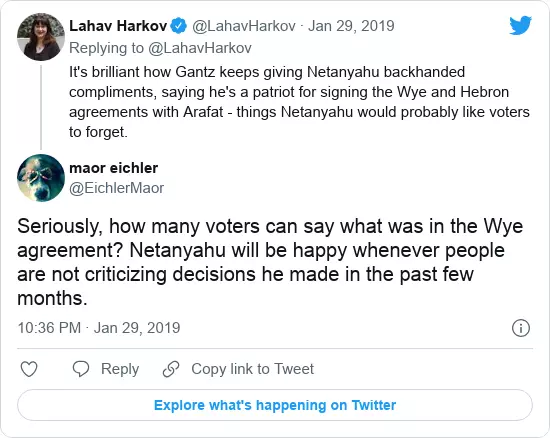 Lahav Harkov @LahavHarkov · Jan 29, 2019
Replying to @LahavHarkov
It's brilliant how Gantz keeps giving Netanyahu backhanded
compliments, saying he's a patriot for signing the Wye and Hebron
agreements with Arafat - things Netanyahu would probably like voters
to forget.
maor eichler
@EichlerMaor
Seriously, how many voters can say what was in the Wye
agreement? Netanyahu will be happy whenever people
are not criticizing decisions he made in the past few
months.
10:36 PM · Jan 29, 2019
Reply Copy link to Tweet
Explore what's happening on Twitter